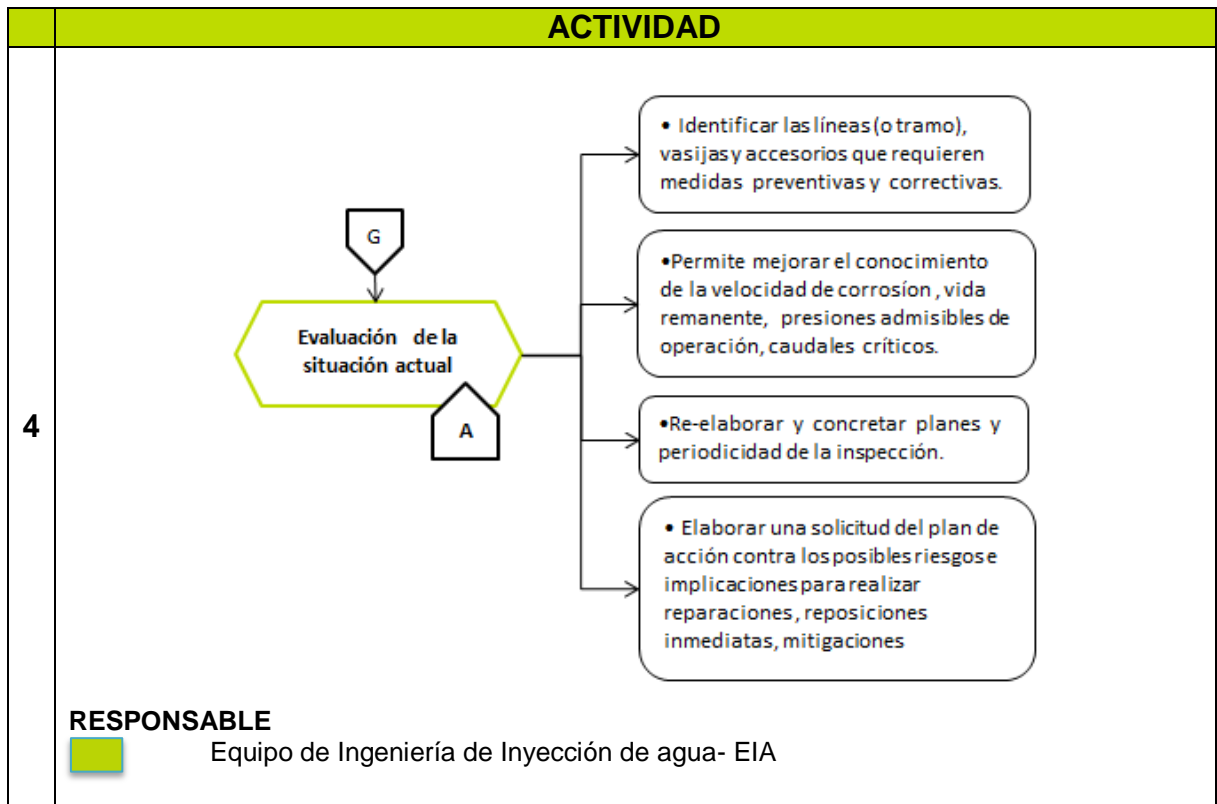 ACTIVIDAD
4
G
Evaluación de la
situación actual
A
• Identificar las líneas (o tramo),
vasijas y accesorios que requieren
medidas preventivas y correctivas.
•Permite mejorar el conocimiento
de la velocidad de corrosíon , vida
remanente, presiones admisibles de
operación, caudales críticos.
•Re-elaborar y concretar planes y
periodicidad de la inspección.
• Elaborar una solicitud del plan de
acción contra los posibles riesgos e
implicaciones para realizar
reparaciones, reposiciones
inmediatas, mitigaciones
RESPONSABLE
Equipo de Ingeniería de Inyección de agua- EIA